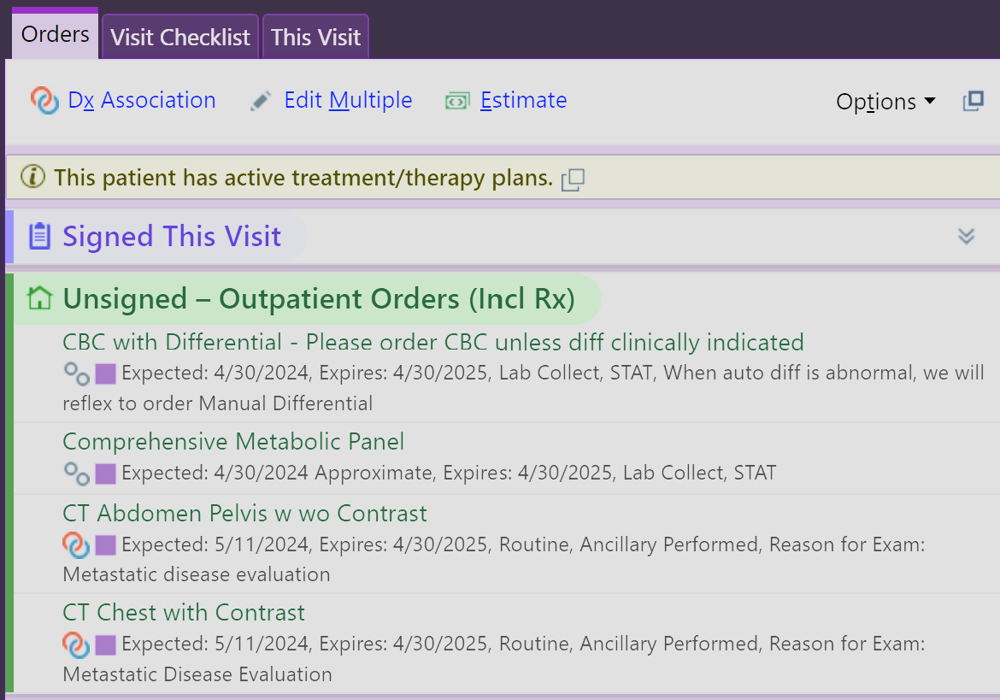 Orders
Visit Checklist
This Visit
Dx Association
Edit Multiple
Estimate
Options
This patient has active treatment/therapy plans.
Signed This Visit
Unsigned – Outpatient Orders (Incl Rx)
CBC with Differential - Please order CBC unless diff clinically indicated
Expected: 4/30/2024, Expires: 4/30/2025, Lab Collect, STAT, When auto diff is abnormal, we will
reflex to order Manual Differential
Comprehensive Metabolic Panel
Expected: 4/30/2024 Approximate, Expires: 4/30/2025, Lab Collect, STAT
CT Abdomen Pelvis w wo Contrast
Expected: 5/11/2024, Expires: 4/30/2025, Routine, Ancillary Performed, Reason for Exam:
Metastatic disease evaluation
CT Chest with Contrast
Expected: 5/11/2024, Expires: 4/30/2025, Routine, Ancillary Performed, Reason for Exam:
Metastatic Disease Evaluation